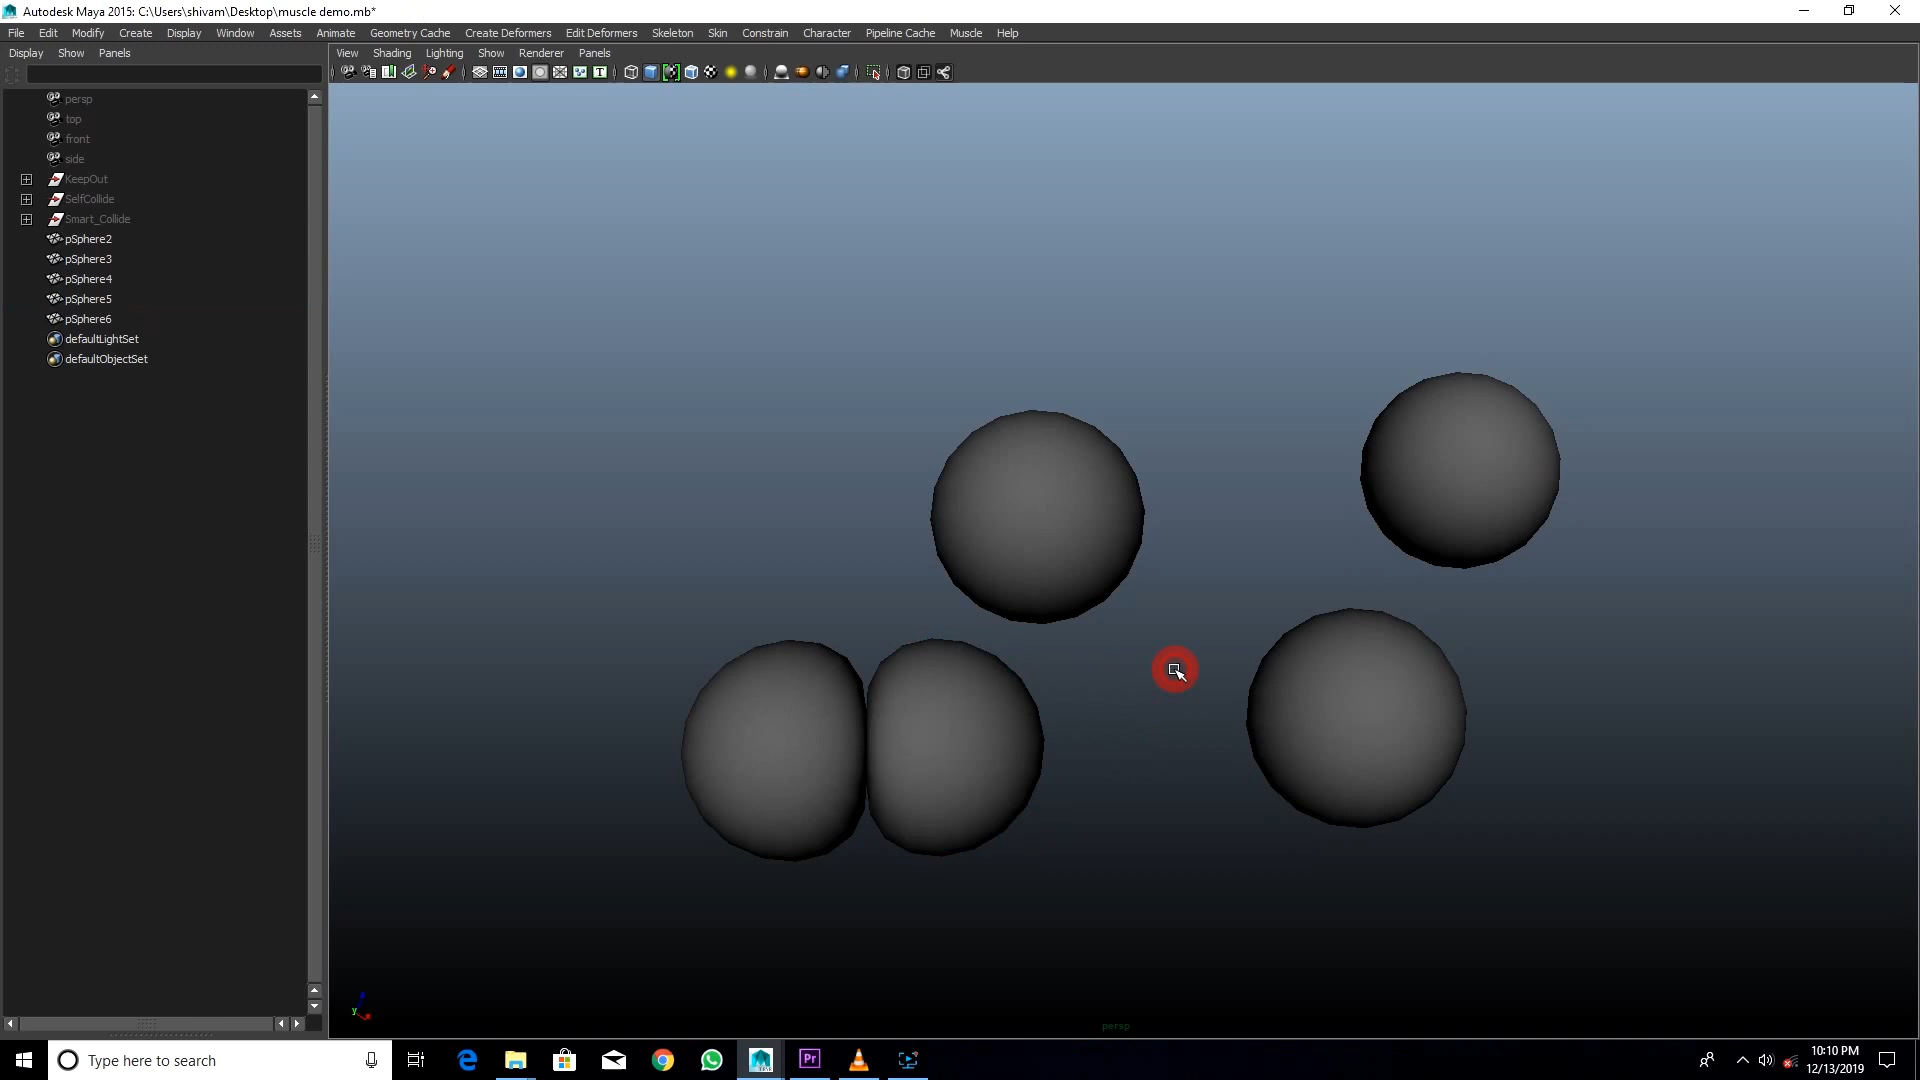 Autodesk Maya 2015: C:\Users\shivam\Desktop\muscle demo.mb*
File Edit Modify Create Display Window Assets Animate Geometry Cache Create Deformers Edit Deformers Skeleton Skin Constrain Character Pipeline Cache Muscle Help
Display Show Panels
View Shading Lighting Show Renderer Panels
persp
top
front
side
KeepOut
SelfCollide
Smart_Collide
pSphere2
pSphere3
pSphere4
pSphere5
pSphere6
defaultLightSet
defaultObjectSet
y
persp
Type here to search
Pr
10:10 PM
12/13/2019